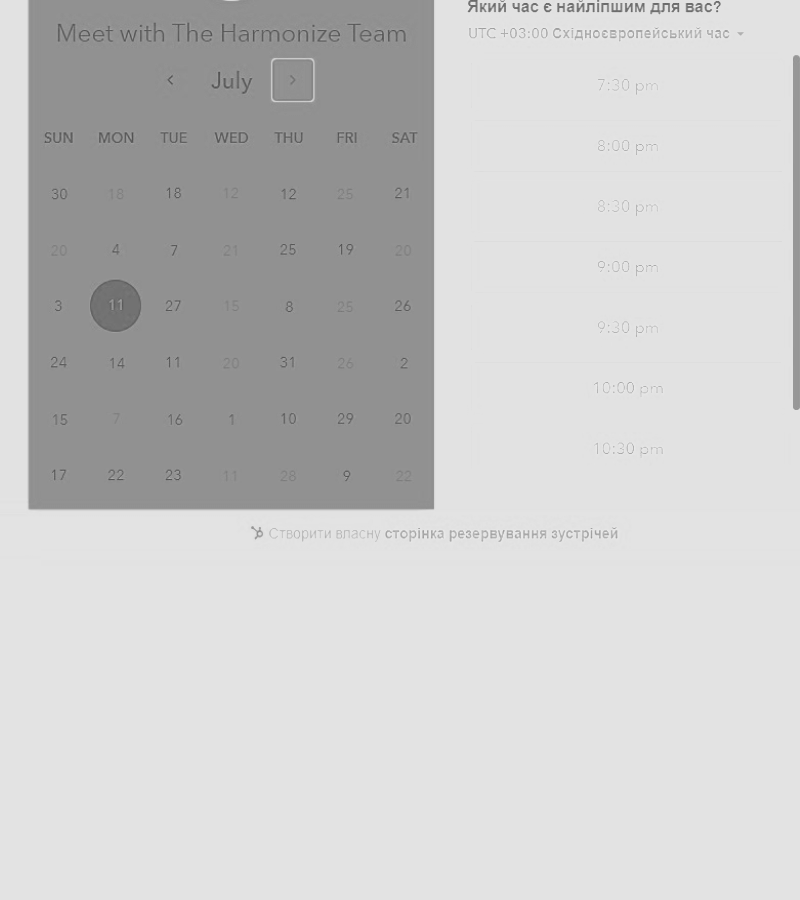 Meet with The Harmonize Team
July
SUN MON TUE WED THU FRI SAT
30 18 18 12 12 25 21
20 4 7 21 25 19 20
3 11 27 15 8 25 26
24 14 11 20 31 26 2
15 7 16 1 10 29 20
17 22 23 11 28 9 22
Який час є найліпшим для вас?
UTC +03:00 Східноєвропейський час
7:30 pm
8:00 pm
8:30 pm
9:00 pm
9:30 pm
10:00 pm
10:30 pm
Створити власну сторінка резервування зустрічей